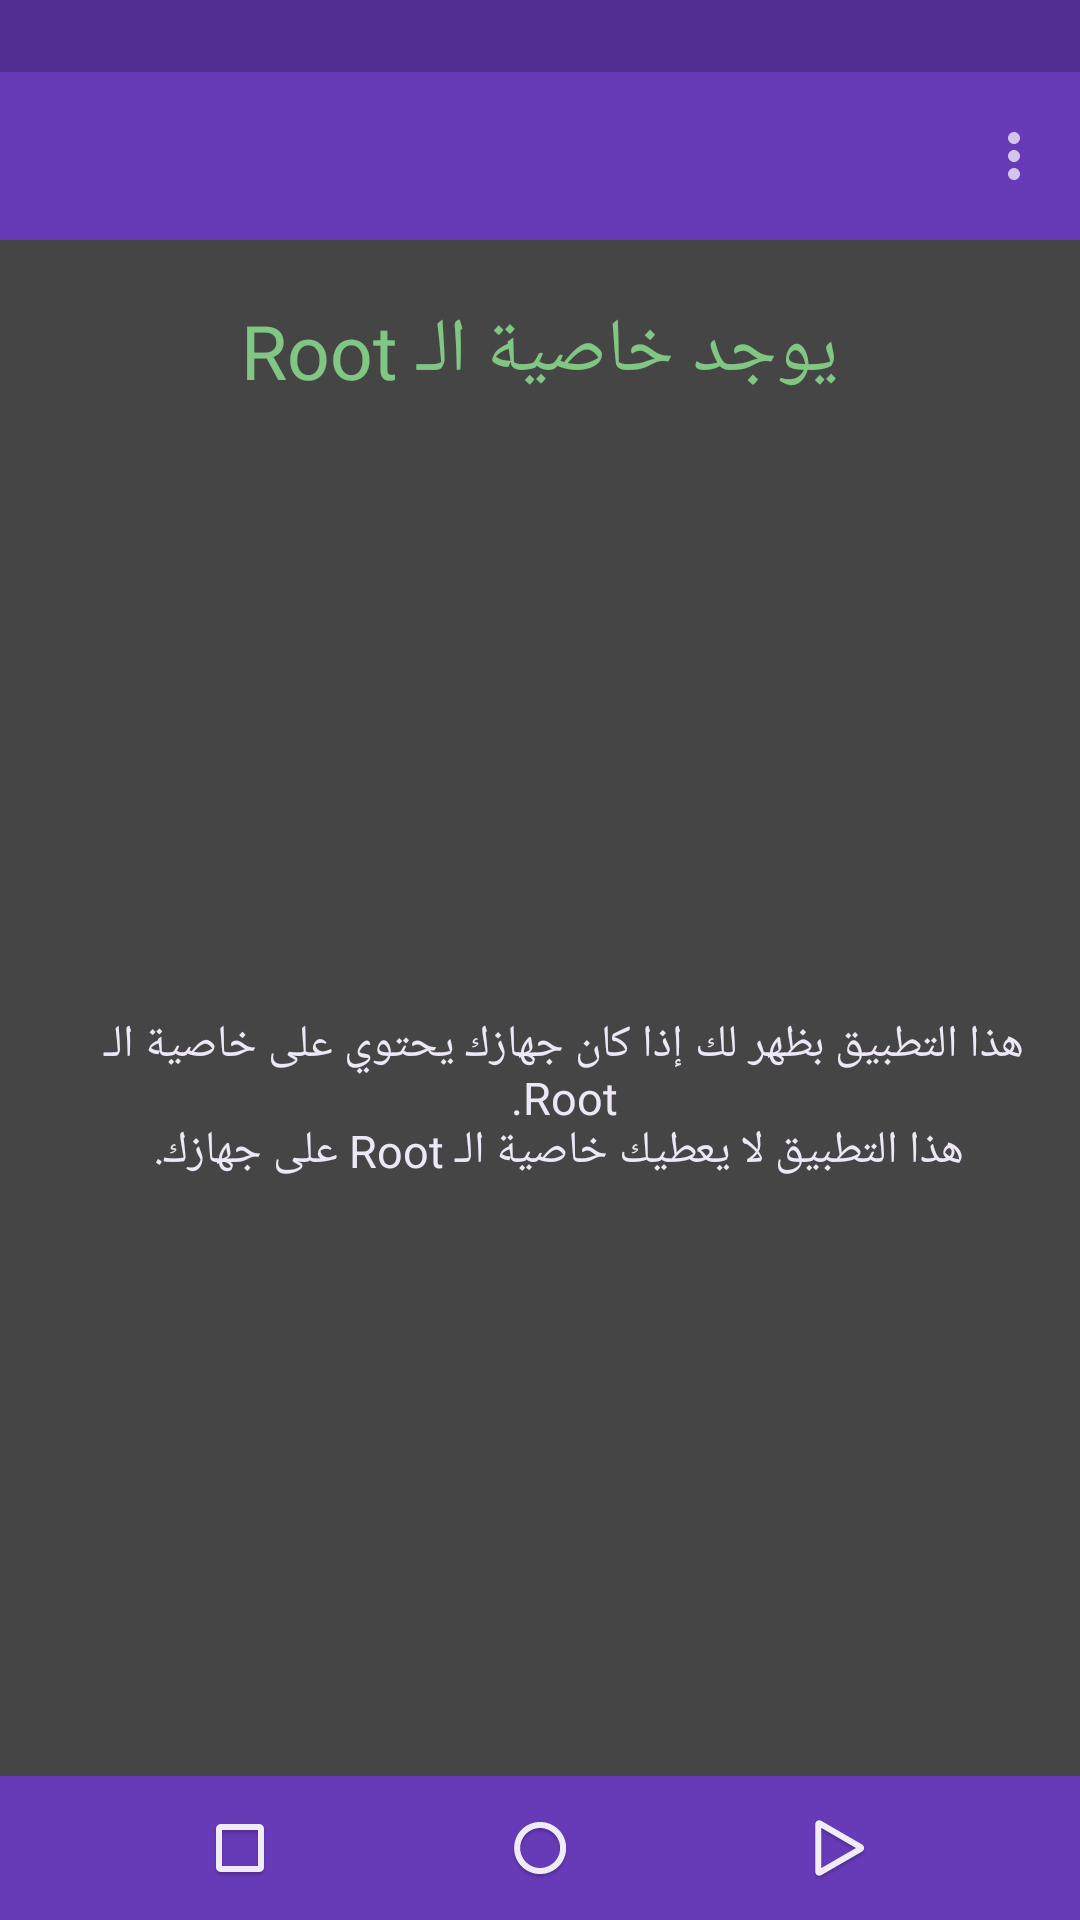 يوجد خاصية الـ Root
هذا التطبيق بظهر لك إذا كان جهازك يحتوي على خاصية الـ
Root.
هذا التطبيق لا يعطيك خاصية الـ Root على جهازك.